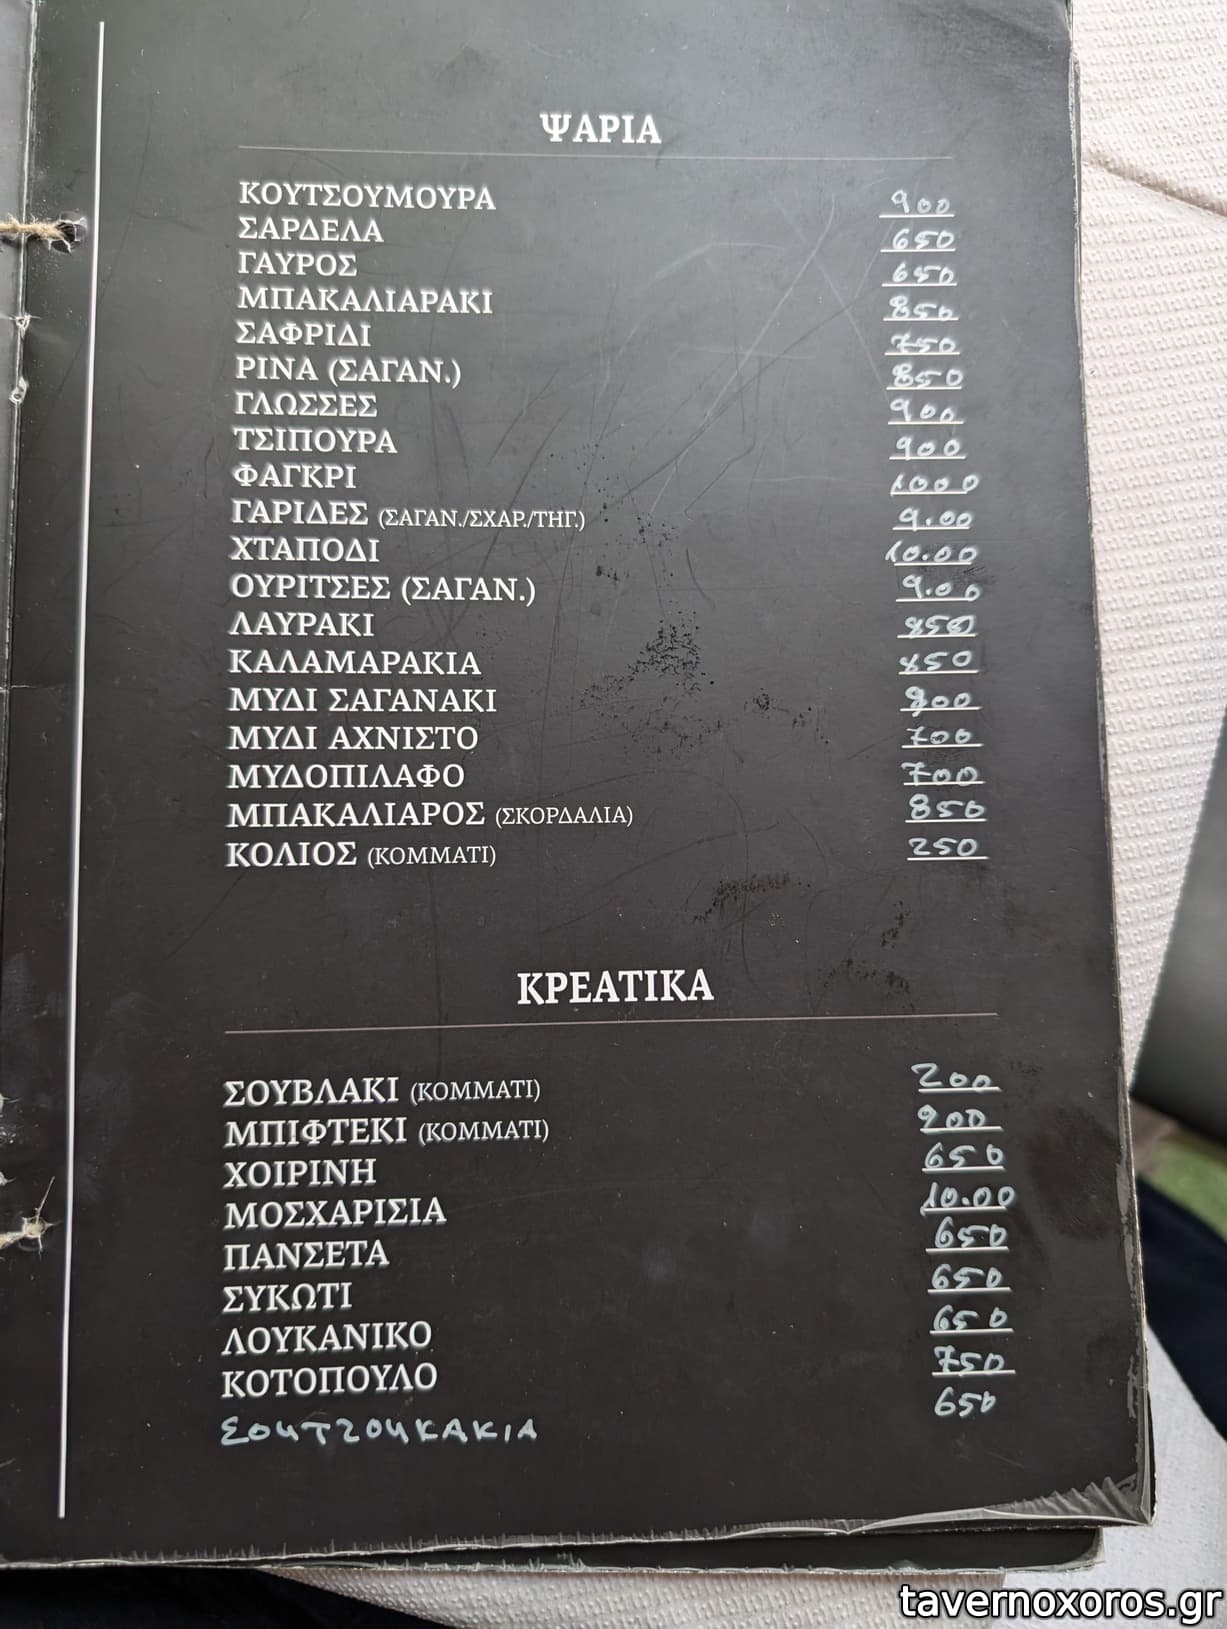 ΨΑΡΙΑ
ΚΟΥΤΣΟΥΜΟΥΡΑ 900
ΣΑΡΔΕΛΑ 650
ΓΑΥΡΟΣ 650
ΜΠΑΚΑΛΙΑΡΑΚΙ 850
ΣΑΦΡΙΔΙ 750
ΡΙΝΑ (ΣΑΓΑΝ.) 850
ΓΛΩΣΣΕΣ 900
ΤΣΙΠΟΥΡΑ 900
ΦΑΓΚΡΙ 1000
ΓΑΡΙΔΕΣ (ΣΑΓΑΝ./ΣΧΑΡ./ΤΗΓ.) 9.00
ΧΤΑΠΟΔΙ 10.00
ΟΥΡΙΤΣΕΣ (ΣΑΓΑΝ.) 9.00
ΛΑΥΡΑΚΙ 850
ΚΑΛΑΜΑΡΑΚΙΑ 850
ΜΥΔΙ ΣΑΓΑΝΑΚΙ
ΜΥΔΙ ΑΧΝΙΣΤΟ 700
ΜΥΔΟΠΙΛΑΦΟ 700
ΜΠΑΚΑΛΙΑΡΟΣ (ΣΚΟΡΔΑΛΙΑ) 850
ΚΟΛΙΟΣ (ΚΟΜΜΑΤΙ) 250
ΚΡΕΑΤΙΚΑ
ΣΟΥΒΛΑΚΙ (ΚΟΜΜΑΤΙ) 200
ΜΠΙΦΤΕΚΙ (ΚΟΜΜΑΤΙ)
ΧΟΙΡΙΝΗ 650
ΜΟΣΧΑΡΙΣΙΑ 10.00
ΠΑΝΣΕΤΑ 650
ΣΥΚΩΤΙ 650
ΛΟΥΚΑΝΙΚΟ 650
ΚΟΤΟΠΟΥΛΟ 750
ΣΟΥΤΖΟΥΚΑΚΙΑ 650
tavernoxoros.gr